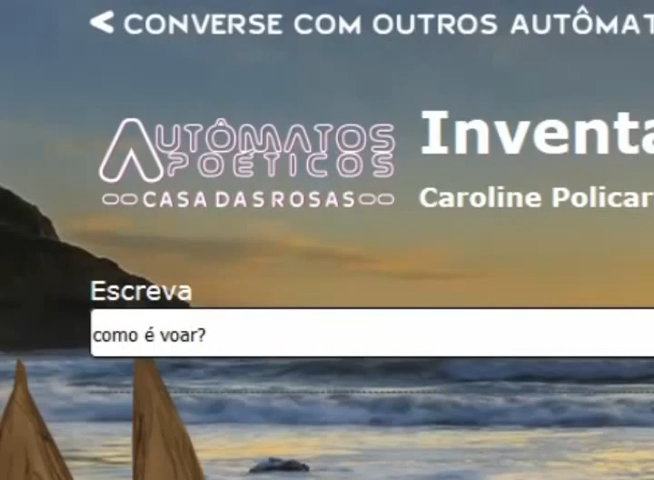 < CONVERSE COM OUTROS AUTÔMAT
AUTÔMATOS
POÉTICOS
CASA DAS ROSAS
Inventa
Caroline Policar
Escreva
como é voar?